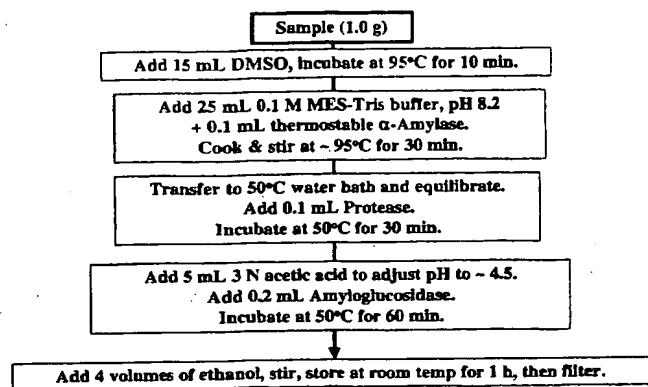 Sample (1.0 g)
Add 15 mL DMSO, incubate at 95°C for 10 min.
Add 25 mL 0.1 M MES-Tris buffer, pH 8.2
+ 0.1 mL thermostable α-Amylase.
Cook & stir at ~ 95°C for 30 min.
Transfer to 50°C water bath and equilibrate.
Add 0.1 mL Protease.
Incubate at 50°C for 30 min.
Add 5 mL 3 N acetic acid to adjust pH to ~ 4.5.
Add 0.2 mL Amyloglucosidase.
Incubate at 50°C for 60 min.
Add 4 volumes of ethanol, stir, store at room temp for 1 h, then filter.